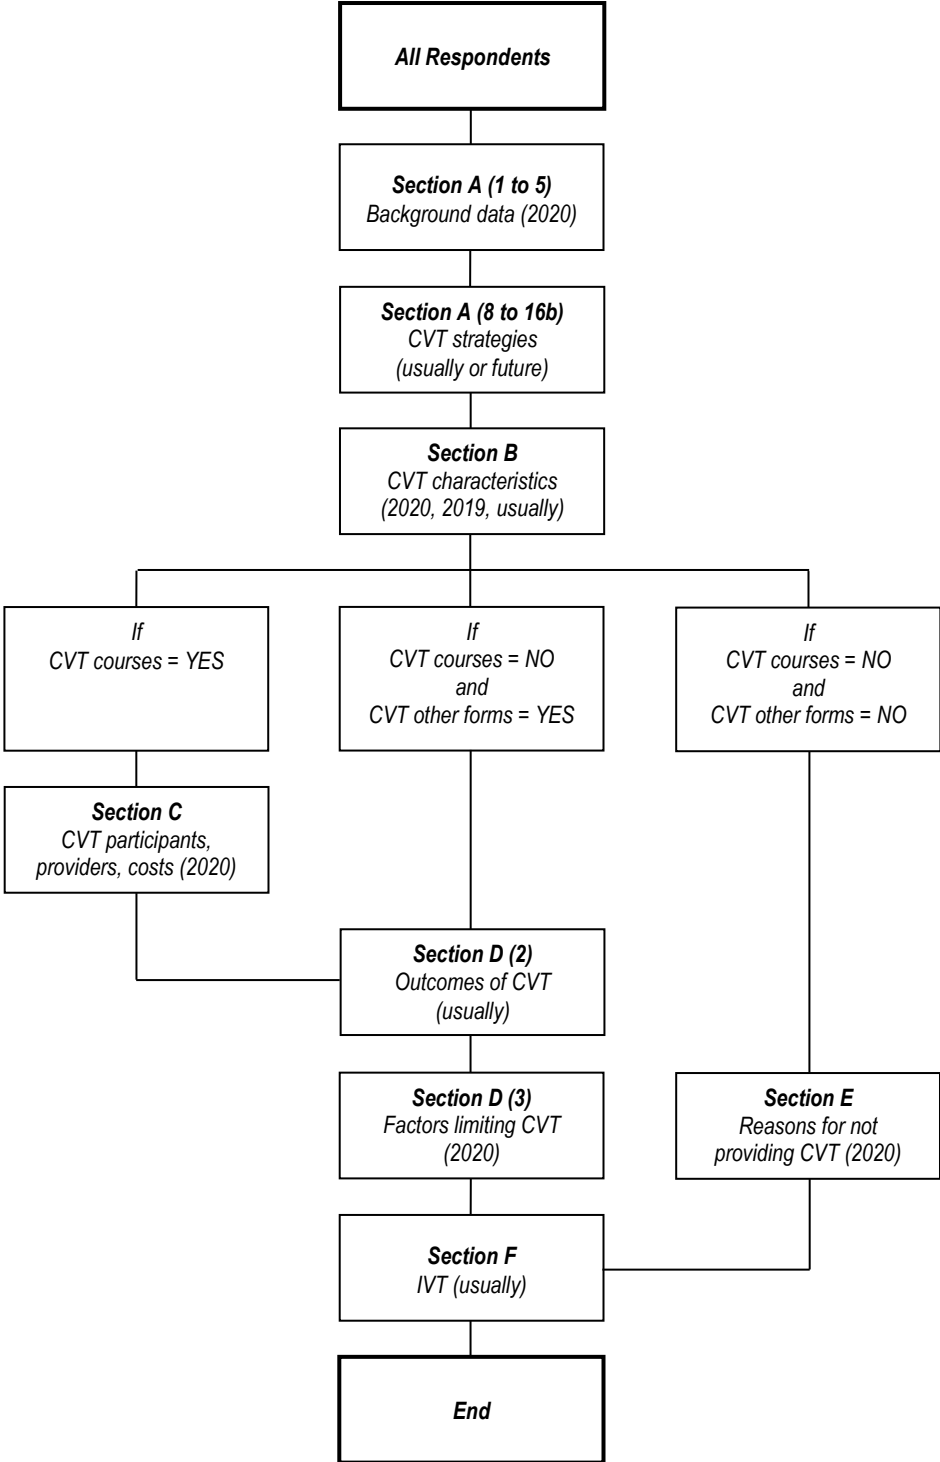 All Respondents
Section A (1 to 5)
Background data (2020)
Section A (8 to 16b)
CVT strategies
(usually or future)
Section B
CVT characteristics
(2020, 2019, usually)
If
CVT courses = YES
If
CVT courses = NO
and
CVT other forms = YES
If
CVT courses = NO
and
CVT other forms = NO
Section C
CVT participants,
providers, costs (2020)
Section D (2)
Outcomes of CVT
(usually)
Section D (3)
Factors limiting CVT
(2020)
Section E
Reasons for not
providing CVT (2020)
Section F
IVT (usually)
End